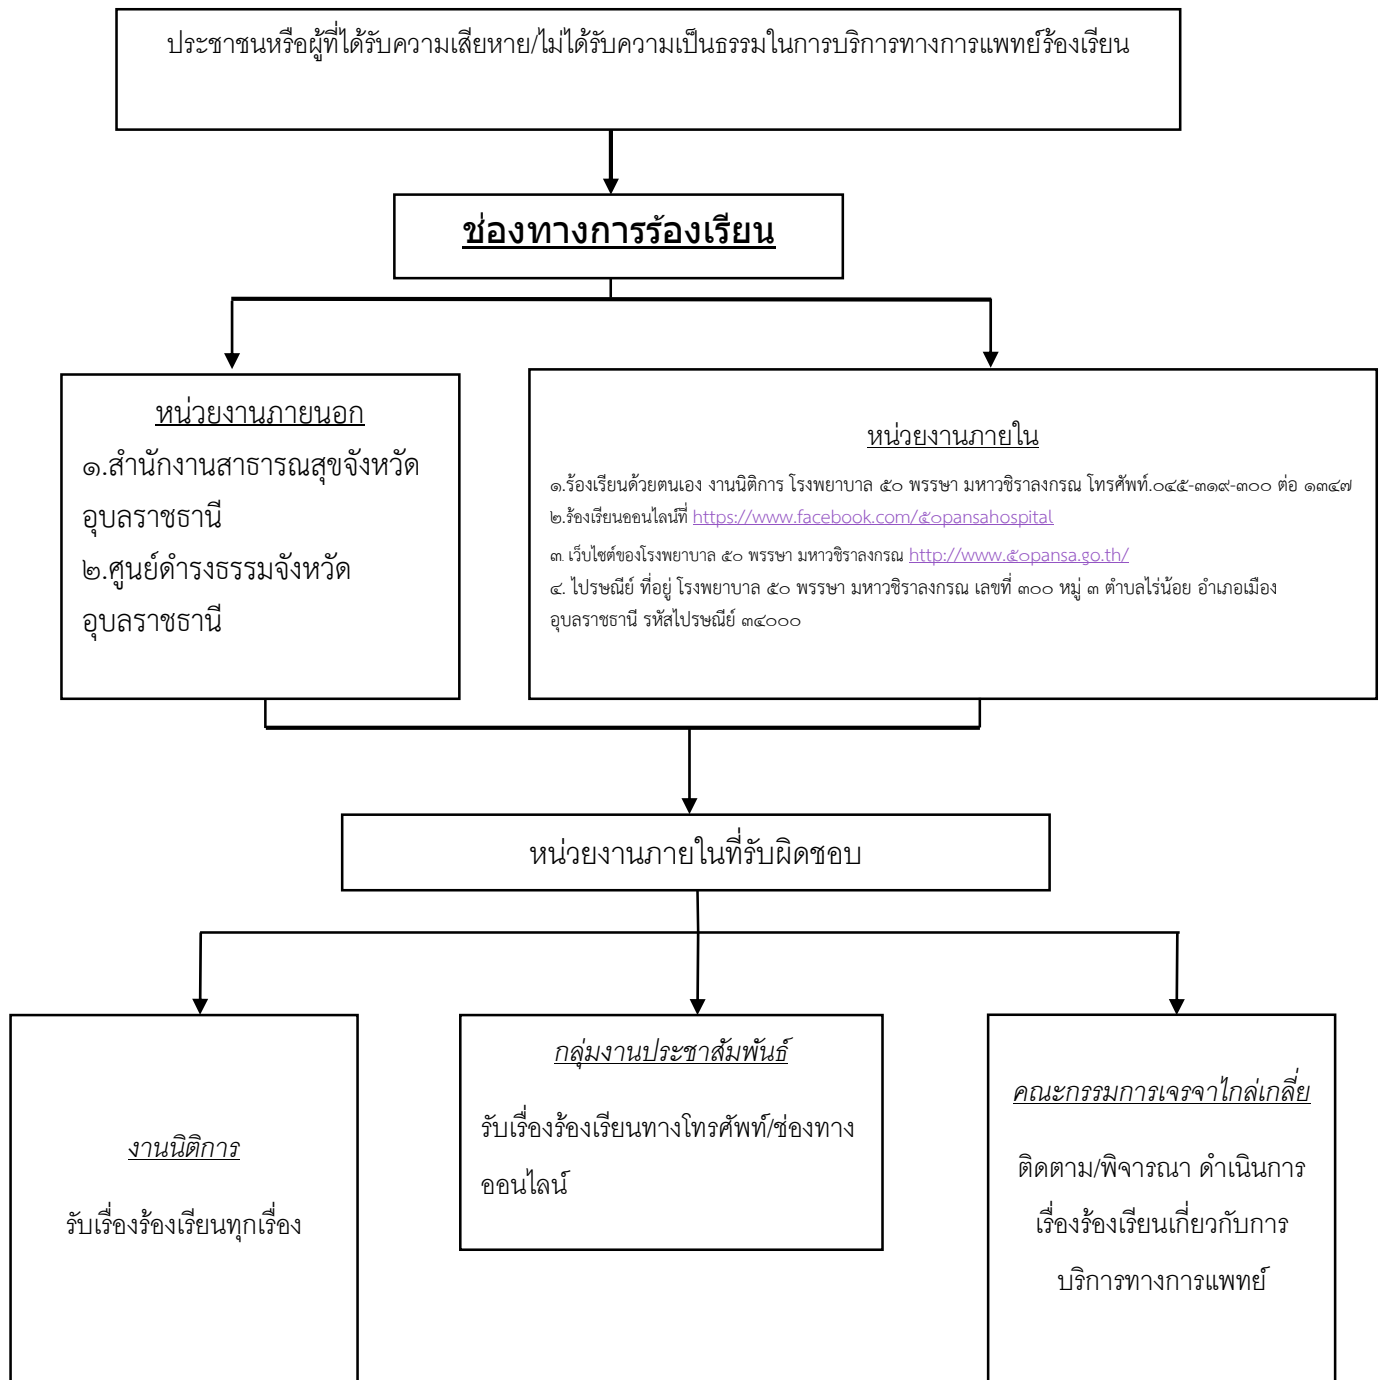 ประชาชนหรือผู้ที่ได้รับความเสียหาย/ไม่ได้รับความเป็นธรรมในการบริการทางการแพทย์ร้องเรียน
ช่องทางการร้องเรียน
หน่วยงานภายนอก
๑.สำนักงานสาธารณสุขจังหวัด
อุบลราชธานี
๒.ศูนย์ดำรงธรรมจังหวัด
อุบลราชธานี
หน่วยงานภายใน
๑.ร้องเรียนด้วยตนเอง งานนิติการ โรงพยาบาล ๕๐ พรรษา มหาวชิราลงกรณ โทรศัพท์.๐๔๕-๓๑๙-๓๐๐ ต่อ ๑๓๔๗
๒.ร้องเรียนออนไลน์ที่ https://www.facebook.com/๕๐pansahospital
๓. เว็บไซต์ของโรงพยาบาล ๕๐ พรรษา มหาวชิราลงกรณ http://www.๕๐pansa.go.th/
๔. ไปรษณีย์ ที่อยู่ โรงพยาบาล ๕๐ พรรษา มหาวชิราลงกรณ เลขที่ ๓๐๐ หมู่ ๓ ตำบลไร่น้อย อำเภอเมือง
อุบลราชธานี รหัสไปรษณีย์ ๓๔๐๐๐
หน่วยงานภายในที่รับผิดชอบ
งานนิติการ
รับเรื่องร้องเรียนทุกเรื่อง
กลุ่มงานประชาสัมพันธ์
รับเรื่องร้องเรียนทางโทรศัพท์/ช่องทาง
ออนไลน์
คณะกรรมการเจรจาไกล่เกลี่ย
ติดตาม/พิจารณา ดำเนินการ
เรื่องร้องเรียนเกี่ยวกับการ
บริการทางการแพทย์